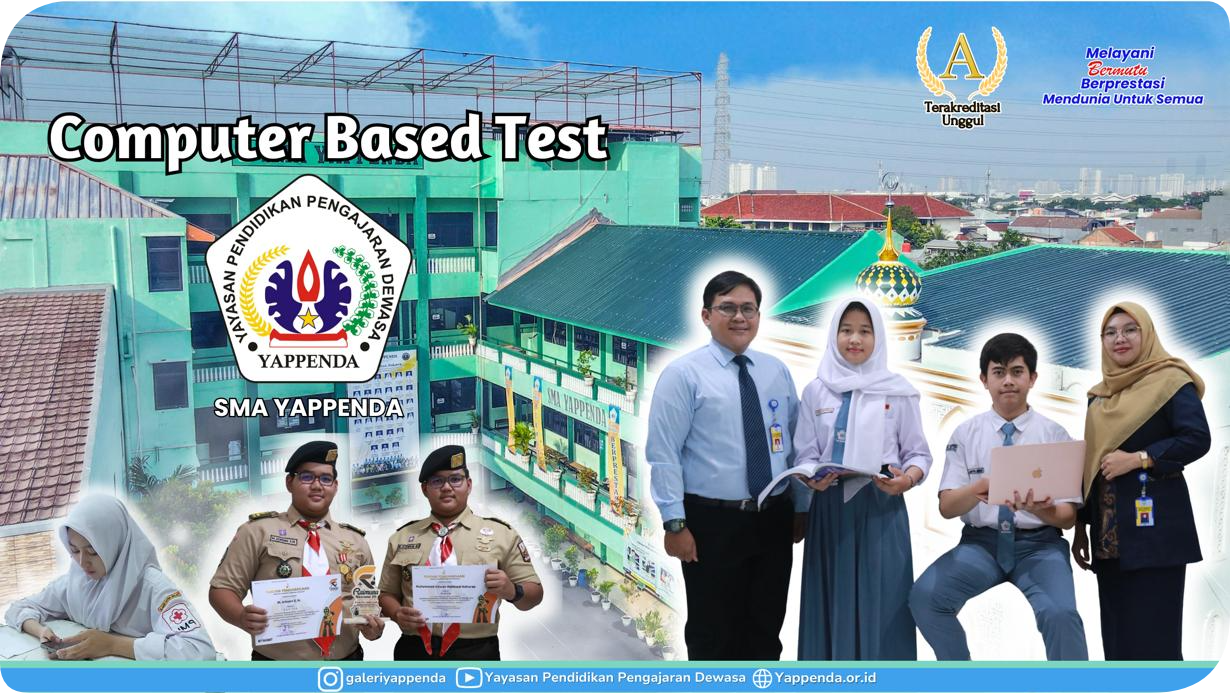 Computer Based Test
A
Terakreditasi
Unggul
Melayani
Bermutu
Berprestasi
Mendunia Untuk Semua
YAYASAN PENDIDIKAN PENGAJARAN DEWASA
YAPPENDA
SMA YAPPENDA
SMA YAPPENDA
PMI
galeriyappenda
Yayasan Pendidikan Pengajaran Dewasa
Yappenda.or.id